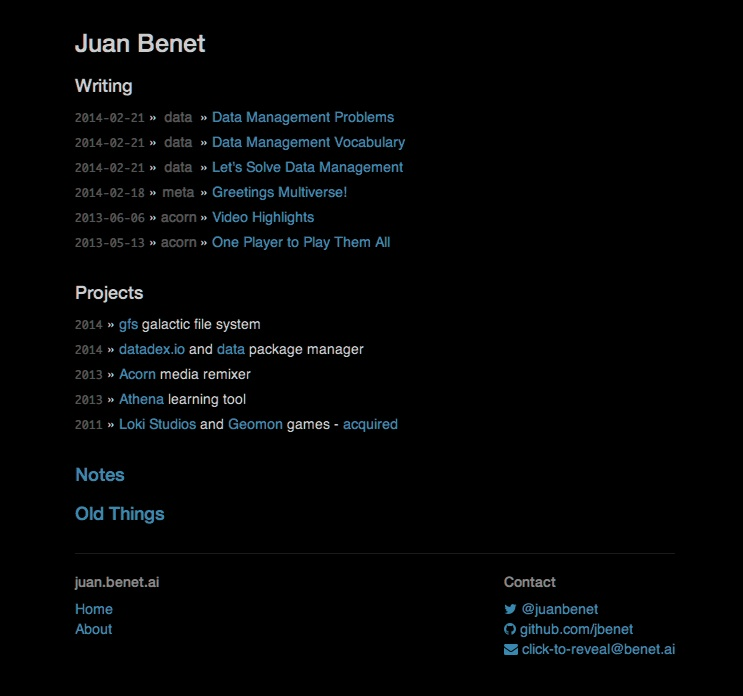 Juan Benet
Writing
2014-02-21 » data » Data Management Problems
2014-02-21 » data » Data Management Vocabulary
2014-02-21 » data » Let's Solve Data Management
2014-02-18 » meta » Greetings Multiverse!
2013-06-06 » acorn » Video Highlights
2013-05-13 » acorn » One Player to Play Them All
Projects
2014 » gfs galactic file system
2014 » datadex.io and data package manager
2013 » Acorn media remixer
2013 » Athena learning tool
2011 » Loki Studios and Geomon games - acquired
Notes
Old Things
juan.benet.ai
Home
About
Contact
@juanbenet
github.com/jbenet
click-to-reveal@benet.ai